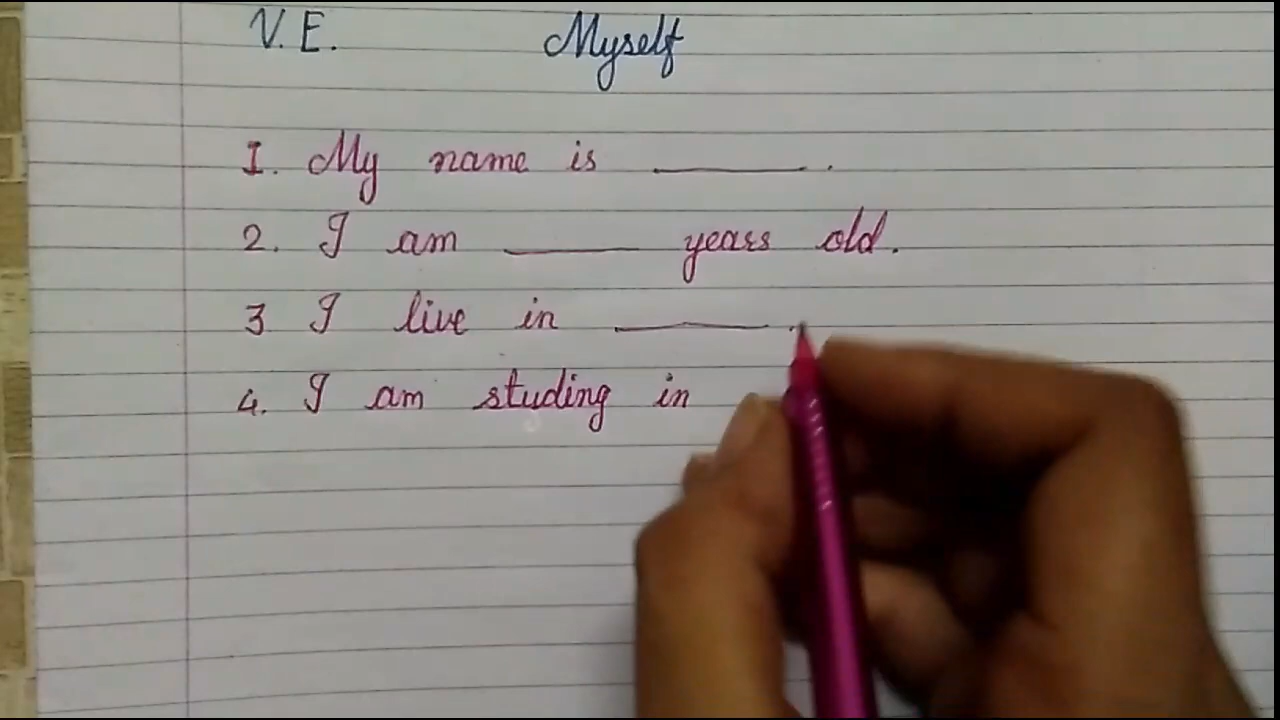 V. E. Myself
1. My name is ______ .
2. I am ______ years old.
3 I live in ______ .
4. I am studing in